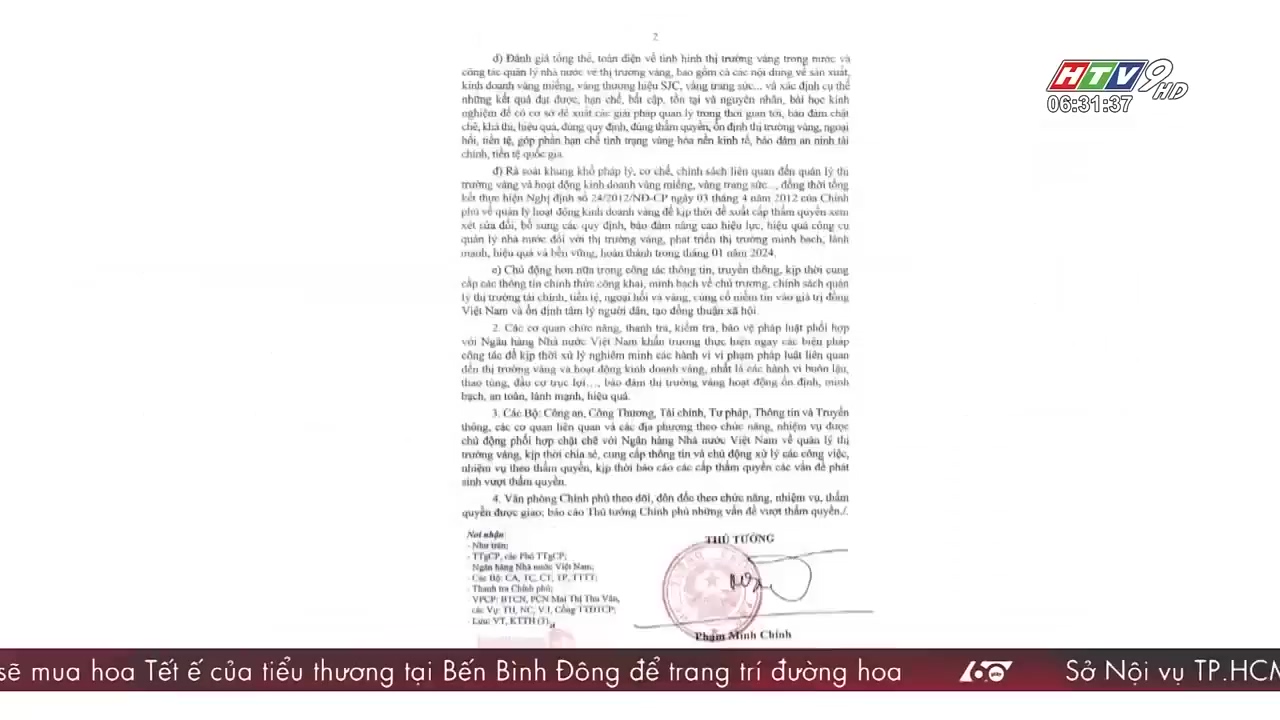 2
d) Đánh giá tổng thể, toàn diện về tình hình thị trường vàng trong nước và
công tác quản lý nhà nước về thị trường vàng, bao gồm cả các nội dung về sản xuất,
kinh doanh vàng miếng, vàng thương hiệu SJC, vàng trang sức... và xác định cụ thể
những kết quả đạt được, hạn chế, bất cập, tồn tại và nguyên nhân, bài học kinh
nghiệm để có cơ sở đề xuất các giải pháp quản lý trong thời gian tới, bảo đảm chặt
chẽ, khả thi, hiệu quả, đúng quy định, đúng thẩm quyền, ổn định thị trường vàng, ngoại
hối, tiền tệ, góp phần hạn chế tình trạng vàng hóa nền kinh tế, bảo đảm an ninh tài
chính, tiền tệ quốc gia.
đ) Rà soát khung khổ pháp lý, cơ chế, chính sách liên quan đến quản lý thị
trường vàng và hoạt động kinh doanh vàng miếng, vàng trang sức..., đồng thời tổng
kết thực hiện Nghị định số 24/2012/NĐ-CP ngày 03 tháng 4 năm 2012 của Chính
phủ về quản lý hoạt động kinh doanh vàng để kịp thời đề xuất cấp thẩm quyền xem
xét sửa đổi, bổ sung các quy định, bảo đảm nâng cao hiệu lực, hiệu quả công cụ
quản lý nhà nước đối với thị trường vàng, phát triển thị trường minh bạch, lành
mạnh, hiệu quả và bền vững, hoàn thành trong tháng 01 năm 2024.
e) Chủ động hơn nữa trong công tác thông tin, truyền thông, kịp thời cung
cấp các thông tin chính thức công khai, minh bạch về chủ trương, chính sách quản
lý thị trường tài chính, tiền tệ, ngoại hối và vàng, củng cố niềm tin vào giá trị đồng
Việt Nam và ổn định tâm lý người dân, tạo đồng thuận xã hội.
2. Các cơ quan chức năng, thanh tra, kiểm tra, bảo vệ pháp luật phối hợp
với Ngân hàng Nhà nước Việt Nam khẩn trương thực hiện ngay các biện pháp
công tác để kịp thời xử lý nghiêm minh các hành vi vi phạm pháp luật liên quan
đến thị trường vàng và hoạt động kinh doanh vàng, nhất là các hành vi buôn lậu,
thao túng, đầu cơ trục lợi..., bảo đảm thị trường vàng hoạt động ổn định, minh
bạch, an toàn, lành mạnh, hiệu quả.
3. Các Bộ: Công an, Công Thương, Tài chính, Tư pháp, Thông tin và Truyền
thông, các cơ quan liên quan và các địa phương theo chức năng, nhiệm vụ được
chủ động phối hợp chặt chẽ với Ngân hàng Nhà nước Việt Nam về quản lý thị
trường vàng, kịp thời chia sẻ, cung cấp thông tin và chủ động xử lý các công việc,
nhiệm vụ theo thẩm quyền, kịp thời báo cáo các cấp thẩm quyền các vấn đề phát
sinh vượt thẩm quyền.
4. Văn phòng Chính phủ theo dõi, đôn đốc theo chức năng, nhiệm vụ, thẩm
quyền được giao; báo cáo Thủ tướng Chính phủ những vấn đề vượt thẩm quyền./.
Nơi nhận:
- Như trên;
- TTgCP, các Phó TTgCP;
Ngân hàng Nhà nước Việt Nam;
- Các Bộ: CA, TC, CT, TP, TTTT;
- Thanh tra Chính phủ;
- VPCP: BTCN, PCN Mai Thị Thu Vân,
các Vụ: TH, NC, V.I, Cổng TTĐTCP;
- Lưu: VT, KTTH (3).
THỦ TƯỚNG
Phạm Minh Chính
HTV9 HD
06:31:37
sẽ mua hoa Tết ế của tiểu thương tại Bến Bình Đông để trang trí đường hoa
60 giây
Sở Nội vụ TP.HCM